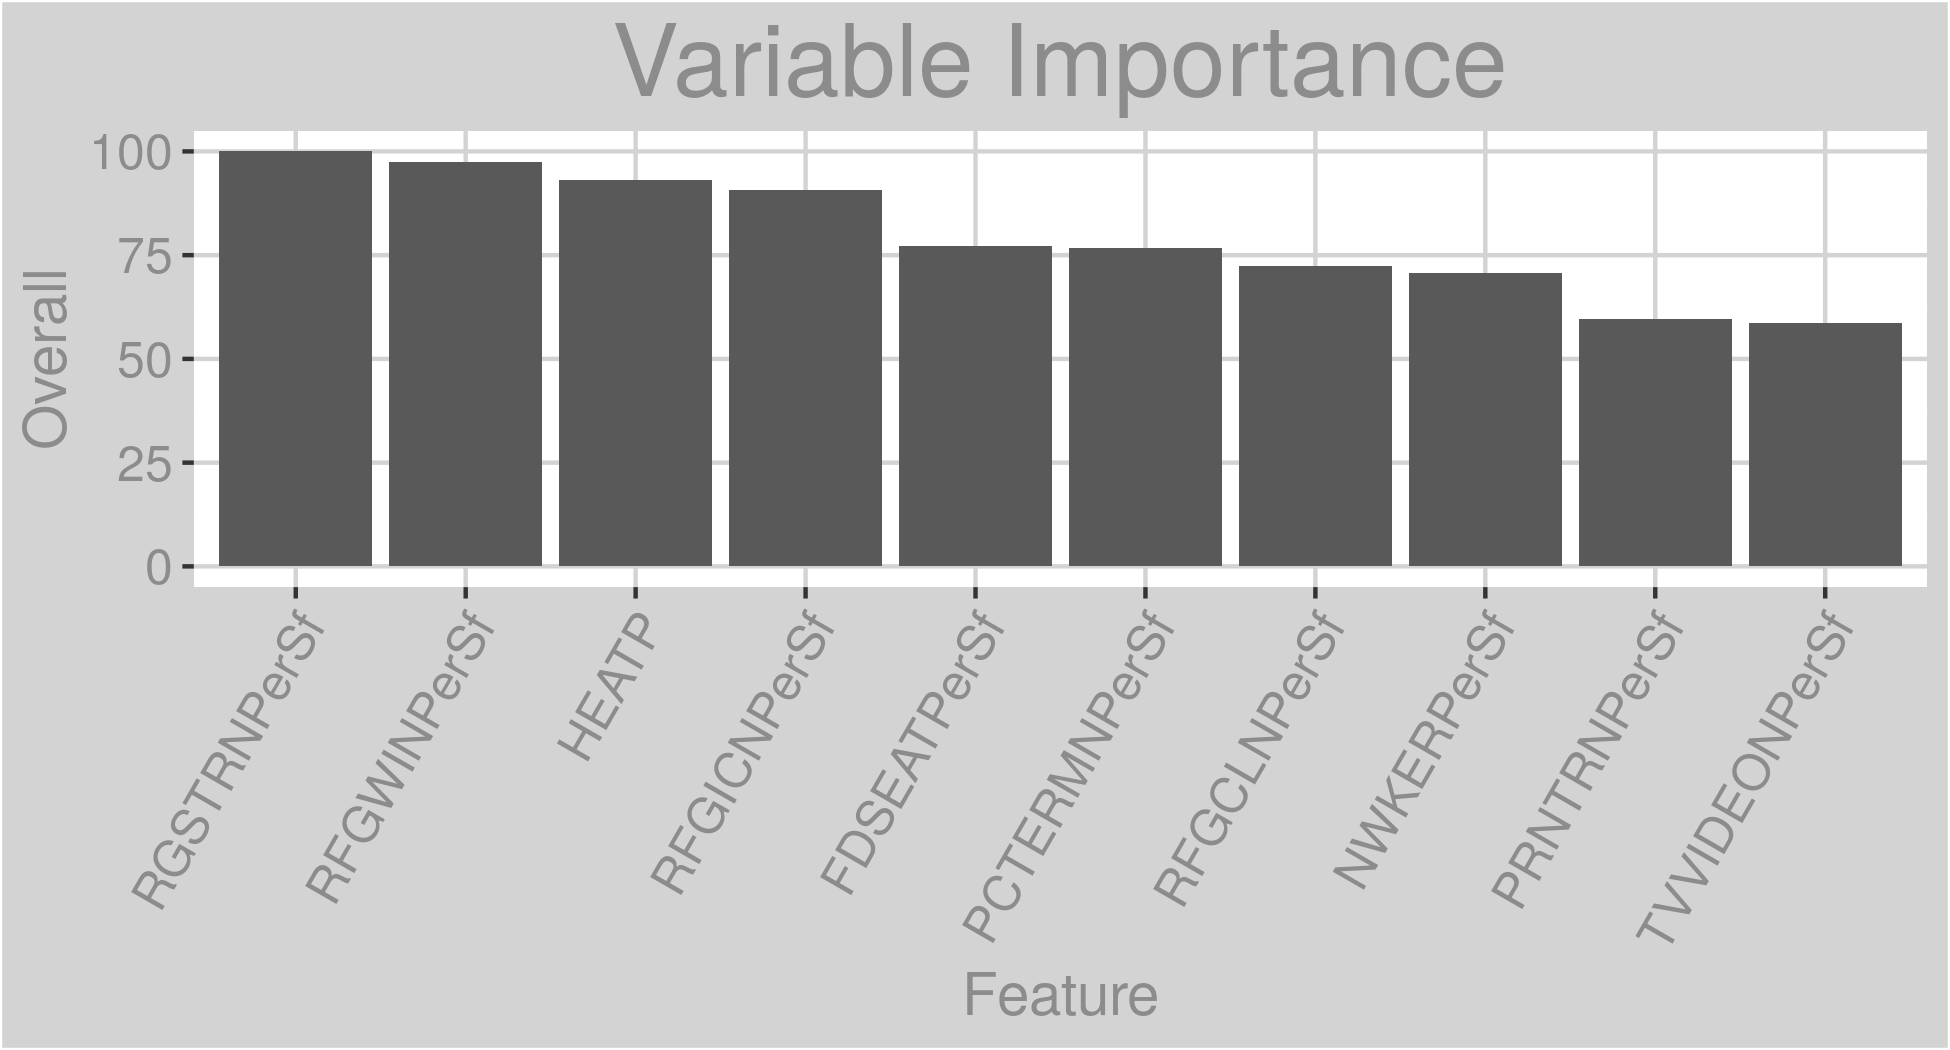 Variable Importance
Overall
100
75
50
25
0
RGSTRNPerSf
RFGWINPerSf
HEATP
RFGICNPerSf
FDSEATPerSf
PCTERMNPerSf
RFGCLNPerSf
NWKERPerSf
PRNTRNPerSf
TVVIDEONPerSf
Feature